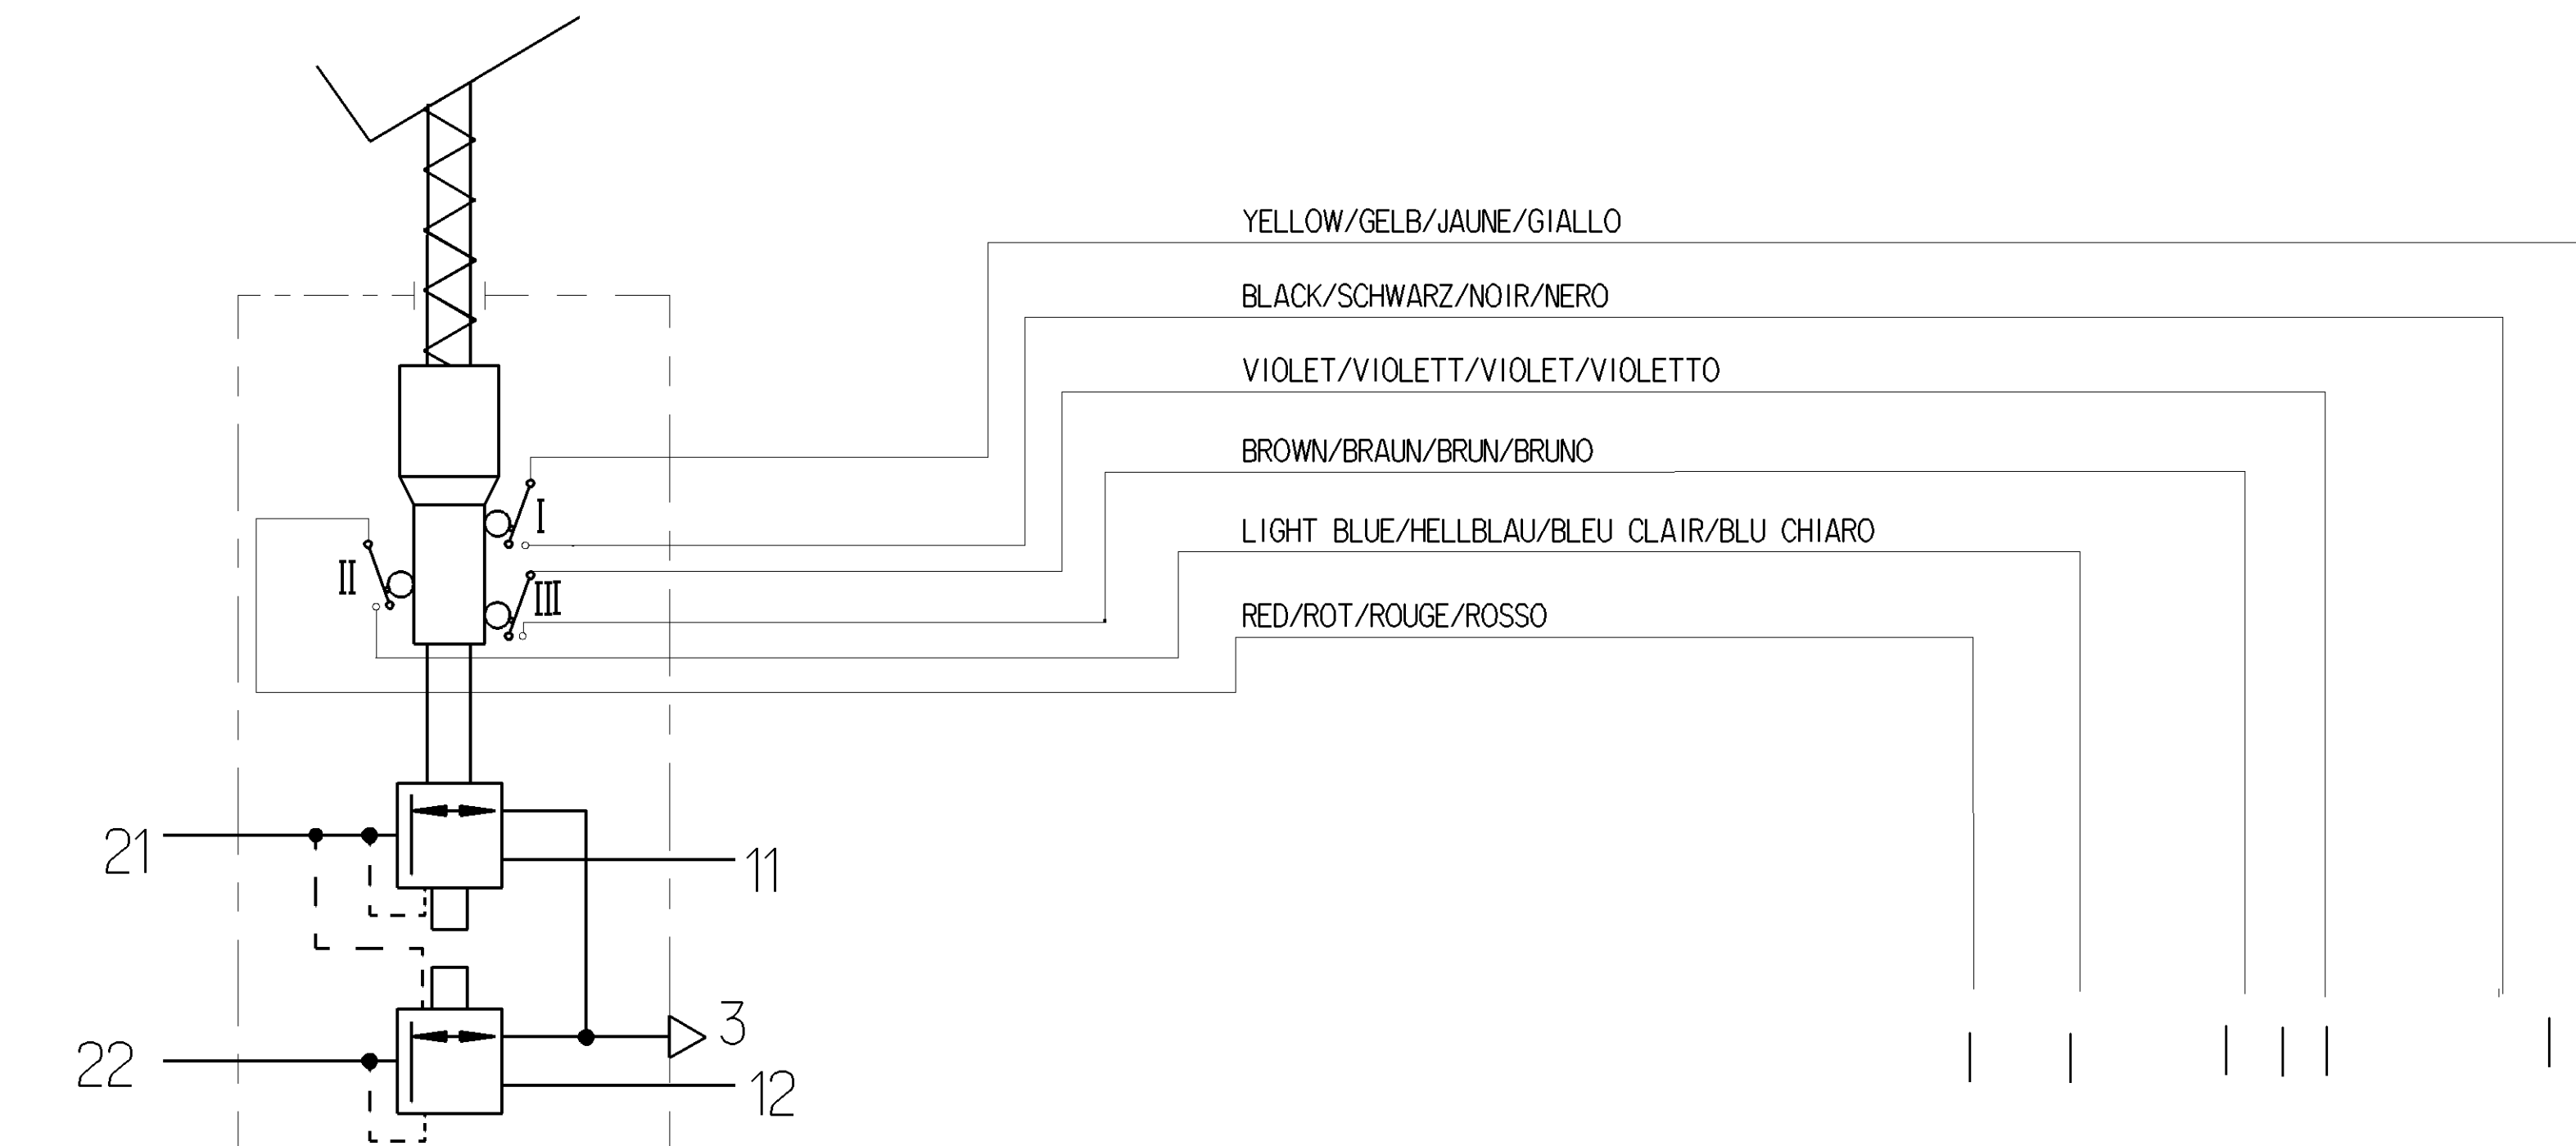 YELLOW/GELB/JAUNE/GIALLO
BLACK/SCHWARZ/NOIR/NERO
VIOLET/VIOLETT/VIOLET/VIOLETTO
BROWN/BRAUN/BRUN/BRUNO
I
LIGHT BLUE/HELLBLAU/BLEU CLAIR/BLU CHIARO
II
III
RED/ROT/ROUGE/ROSSO
21
11
3
22
12